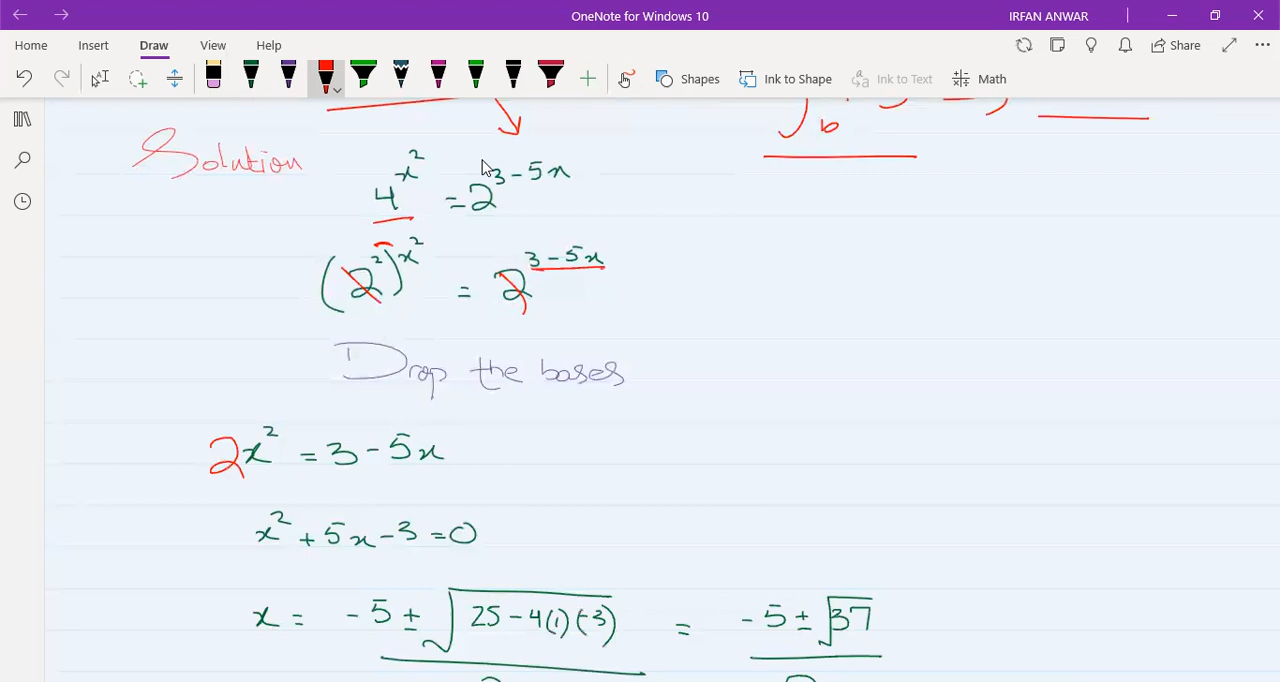 OneNote for Windows 10
IRFAN ANWAR
Home Insert Draw View Help
Share
Shapes Ink to Shape Ink to Text Math
b
Solution
4^{x^2} = 2^{3-5x}
(2^2)^{x^2} = 2^{3-5x}
Drop the bases
2x^2 = 3 - 5x
x^2 + 5x - 3 = 0
x = -5 ± √25 - 4(1)(-3) = -5 ± √37